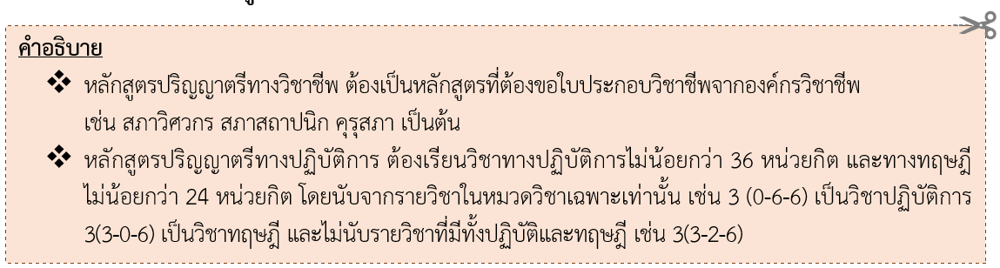 คำอธิบาย
❖ หลักสูตรปริญญาตรีทางวิชาชีพ ต้องเป็นหลักสูตรที่ต้องขอใบประกอบวิชาชีพจากองค์กรวิชาชีพ
เช่น สภาวิศวกร สภาสถาปนิก คุรุสภา เป็นต้น
❖ หลักสูตรปริญญาตรีทางปฏิบัติการ ต้องเรียนวิชาทางปฏิบัติการไม่น้อยกว่า 36 หน่วยกิต และทางทฤษฎี
ไม่น้อยกว่า 24 หน่วยกิต โดยนับจากรายวิชาในหมวดวิชาเฉพาะเท่านั้น เช่น 3 (0-6-6) เป็นวิชาปฏิบัติการ
3(3-0-6) เป็นวิชาทฤษฎี และไม่นับรายวิชาที่มีทั้งปฏิบัติและทฤษฎี เช่น 3(3-2-6)